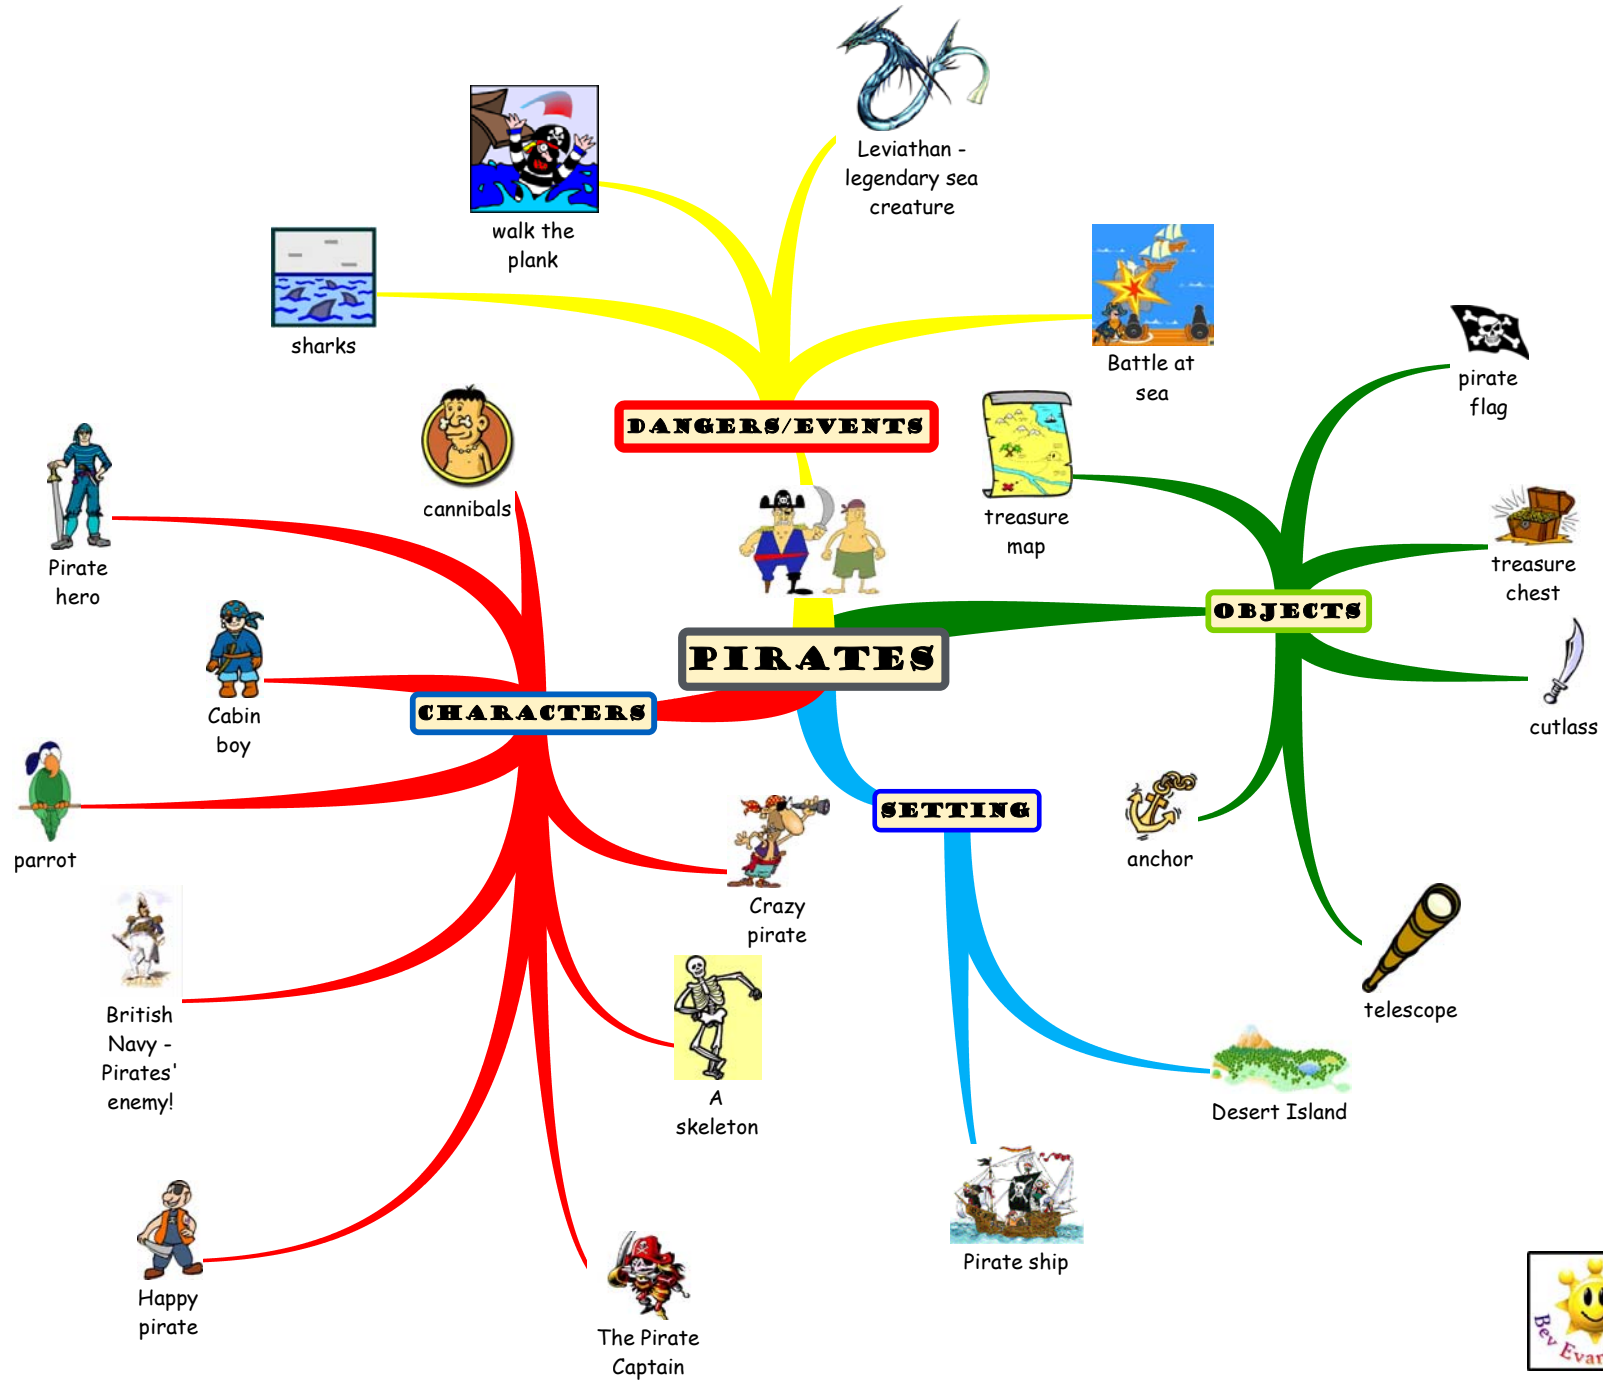 Leviathan -
legendary sea
creature
walk the
plank
sharks
Battle at
sea
DANGERS/EVENTS
pirate
flag
cannibals
treasure
map
Pirate
hero
treasure
chest
OBJECTS
PIRATES
Cabin
boy
CHARACTERS
cutlass
SETTING
parrot
anchor
Crazy
pirate
telescope
British
Navy -
Pirates'
enemy!
A
skeleton
Desert Island
Pirate ship
Happy
pirate
The Pirate
Captain
Bev